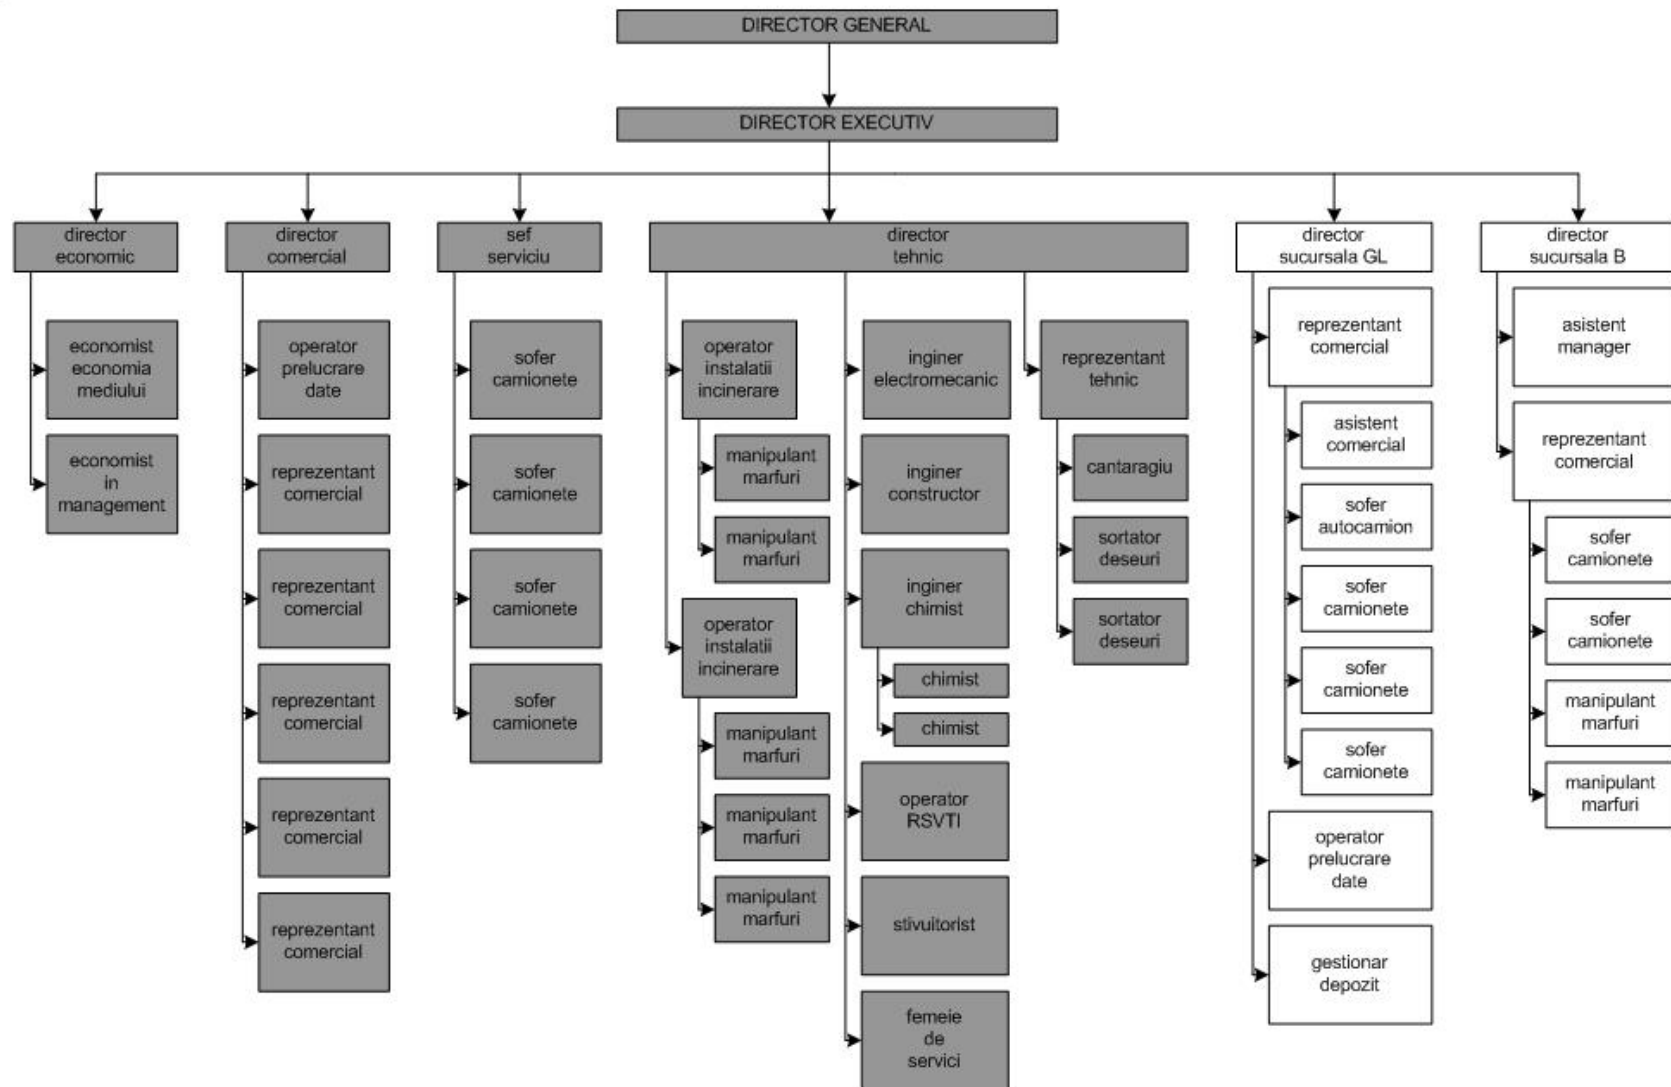 DIRECTOR GENERAL
DIRECTOR EXECUTIV
director
economic
economist
economia
mediului
economist
in
management
director
comercial
operator
prelucrare
date
reprezentant
comercial
reprezentant
comercial
reprezentant
comercial
reprezentant
comercial
reprezentant
comercial
sef
serviciu
sofer
camionete
sofer
camionete
sofer
camionete
sofer
camionete
director
tehnic
operator
instalatii
incinerare
manipulant
marfuri
manipulant
marfuri
operator
instalatii
incinerare
manipulant
marfuri
manipulant
marfuri
manipulant
marfuri
inginer
electromecanic
inginer
constructor
inginer
chimist
chimist
chimist
operator
RSVTI
stivuitorist
femeie
de
servici
reprezentant
tehnic
cantaragiu
sortator
deseuri
sortator
deseuri
director
sucursala GL
reprezentant
comercial
asistent
comercial
sofer
autocamion
sofer
camionete
sofer
camionete
sofer
camionete
operator
prelucrare
date
gestionar
depozit
director
sucursala B
asistent
manager
reprezentant
comercial
sofer
camionete
sofer
camionete
manipulant
marfuri
manipulant
marfuri